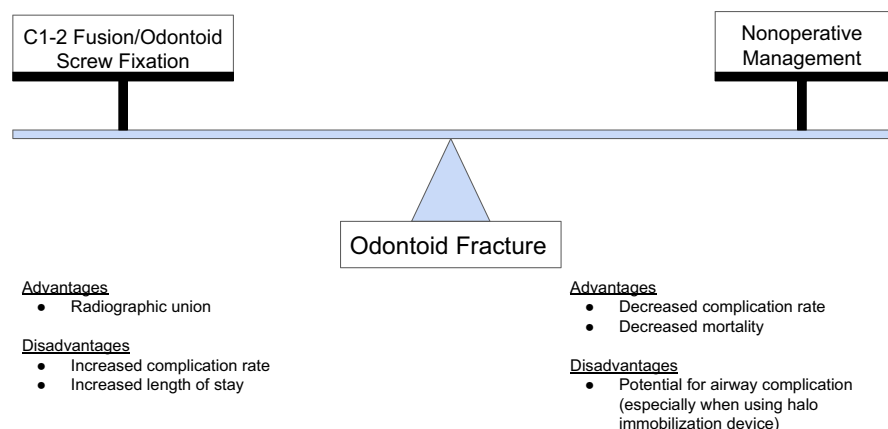 C1-2 Fusion/Odontoid
Screw Fixation
Nonoperative
Management
Odontoid Fracture
Advantages
● Radiographic union
Disadvantages
● Increased complication rate
● Increased length of stay
Advantages
● Decreased complication rate
● Decreased mortality
Disadvantages
● Potential for airway complication
(especially when using halo
immobilization device)